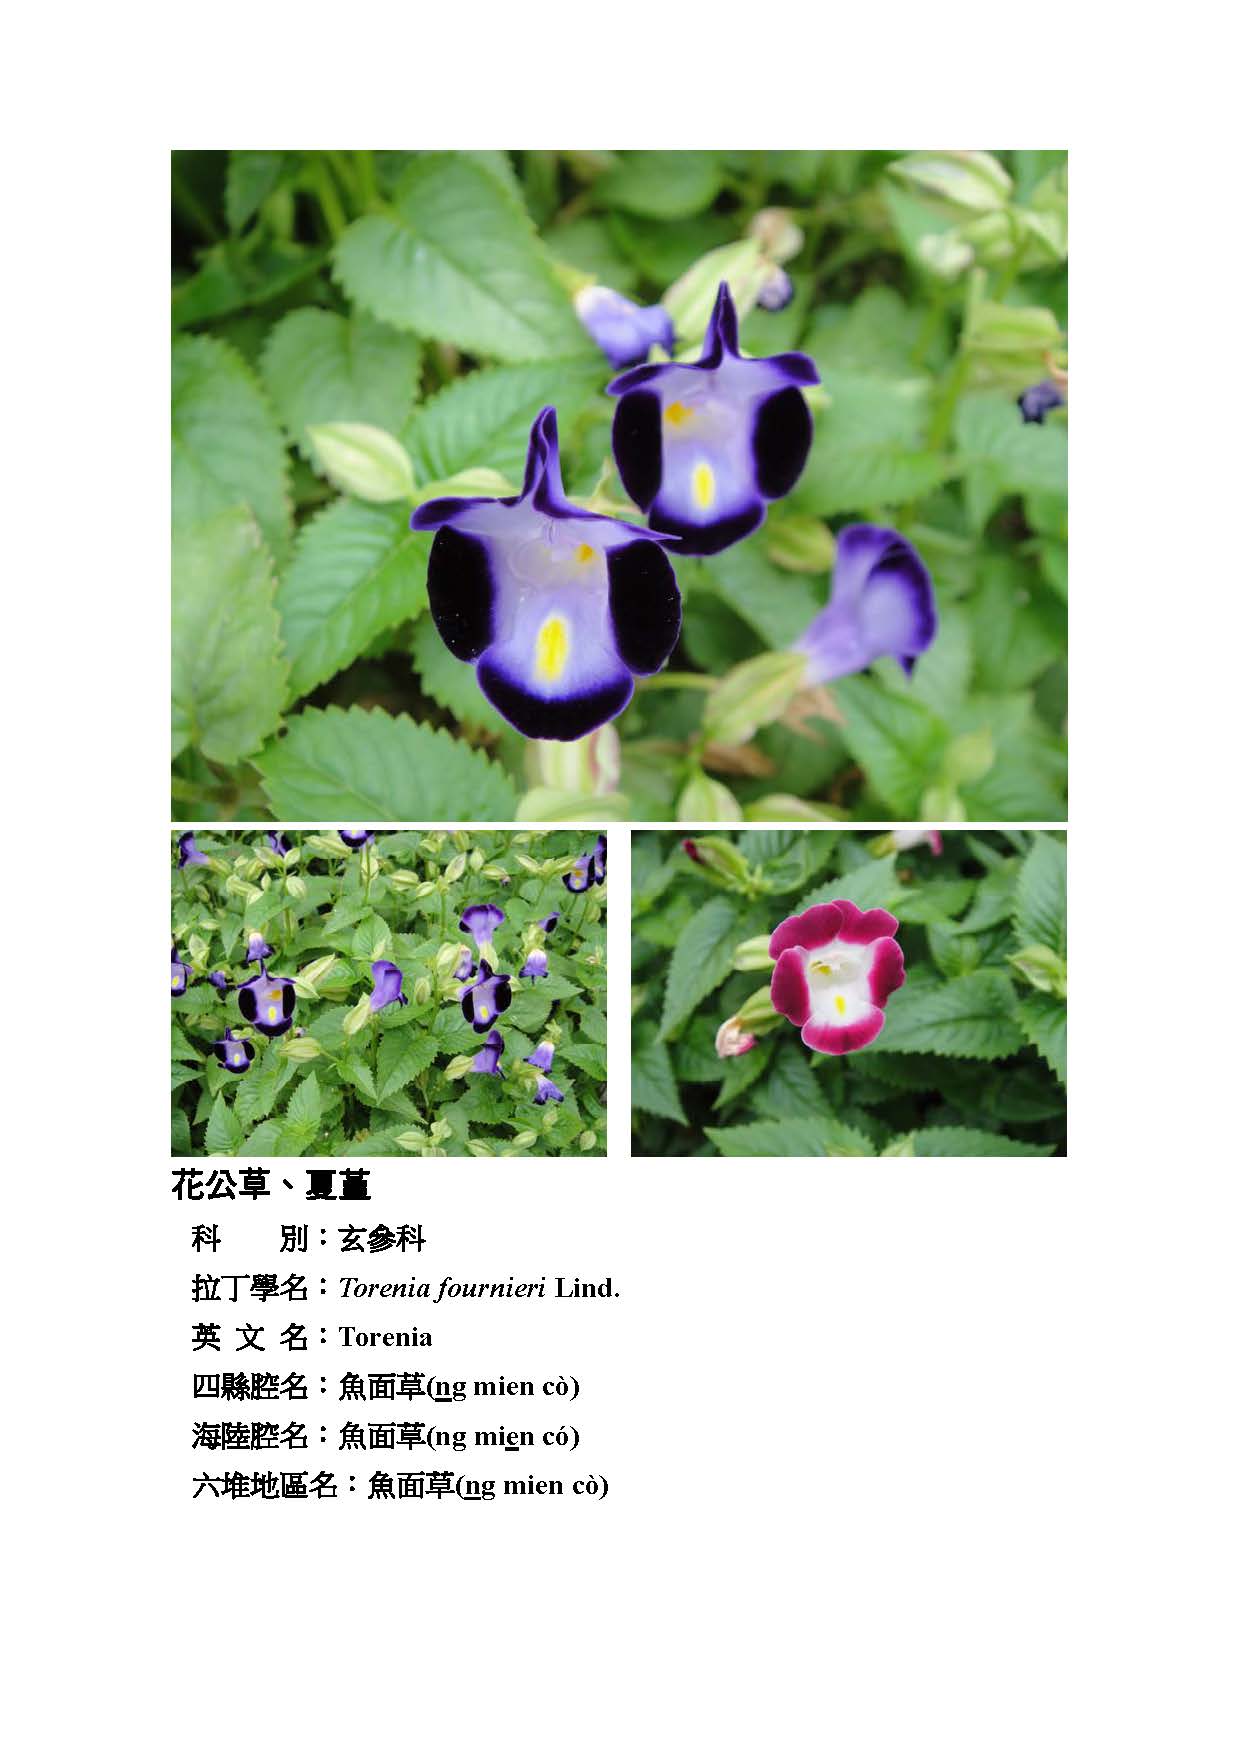 花公草、夏菫
科　　別：玄參科
拉丁學名：Torenia fournieri Lind.
英 文 名：Torenia
四縣腔名：魚面草(ng mien cò)
海陸腔名：魚面草(ng mien có)
六堆地區名：魚面草(ng mien cò)